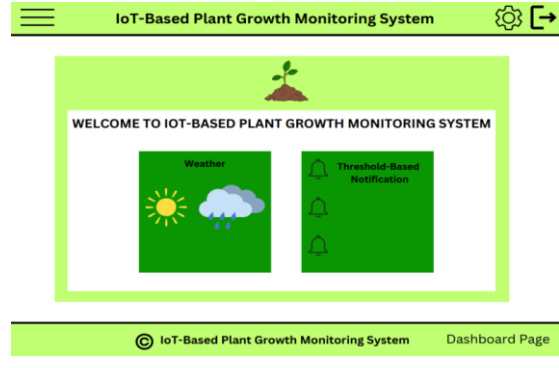 IoT-Based Plant Growth Monitoring System
WELCOME TO IOT-BASED PLANT GROWTH MONITORING SYSTEM
Weather
Threshold-Based
Notification
© IoT-Based Plant Growth Monitoring System
Dashboard Page